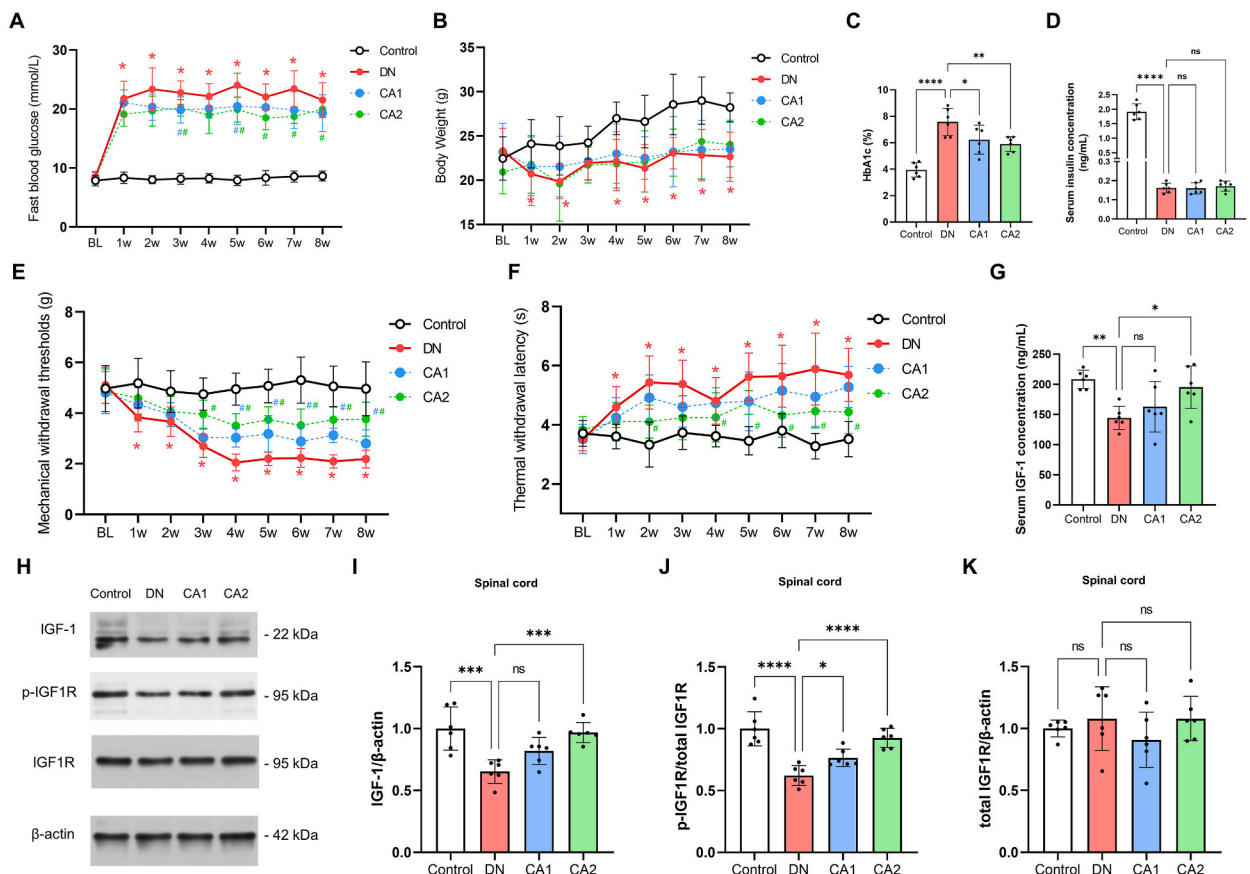 A
Fast blood glucose (mmol/L)
30
20
10
0
BL 1w 2w 3w 4w 5w 6w 7w 8w
* * * * * * * *
## ## # # #
Control
DN
CA1
CA2
B
Body Weight (g)
35
30
25
20
15
BL 1w 2w 3w 4w 5w 6w 7w 8w
* * * * * * *
Control
DN
CA1
CA2
C
HbA1c (%)
10
8
6
4
2
0
**** *
**
Control DN CA1 CA2
D
Serum insulin concentration
(ng/mL)
2.5
2.0
1.5
1.0
0.5
0.2
0.1
0.0
ns
**** ns
Control DN CA1 CA2
E
Mechanical withdrawal thresholds (g)
8
6
4
2
0
BL 1w 2w 3w 4w 5w 6w 7w 8w
# ## ## ## ## ##
* * * * * * * *
Control
DN
CA1
CA2
F
Thermal withdrawal latency (s)
8
6
4
2
BL 1w 2w 3w 4w 5w 6w 7w 8w
* * * * * * * *
# # # # # #
Control
DN
CA1
CA2
G
Serum IGF-1 concentration (ng/mL)
250
200
150
100
50
0
*
** ns
Control DN CA1 CA2
H
Control DN CA1 CA2
IGF-1 - 22 kDa
p-IGF1R - 95 kDa
IGF1R - 95 kDa
β-actin - 42 kDa
I
Spinal cord
IGF-1/β-actin
1.5
1.0
0.5
0.0
***
*** ns
Control DN CA1 CA2
J
Spinal cord
p-IGF1R/total IGF1R
1.5
1.0
0.5
0.0
****
**** *
Control DN CA1 CA2
K
Spinal cord
total IGF1R/β-actin
1.5
1.0
0.5
0.0
ns
ns ns
Control DN CA1 CA2